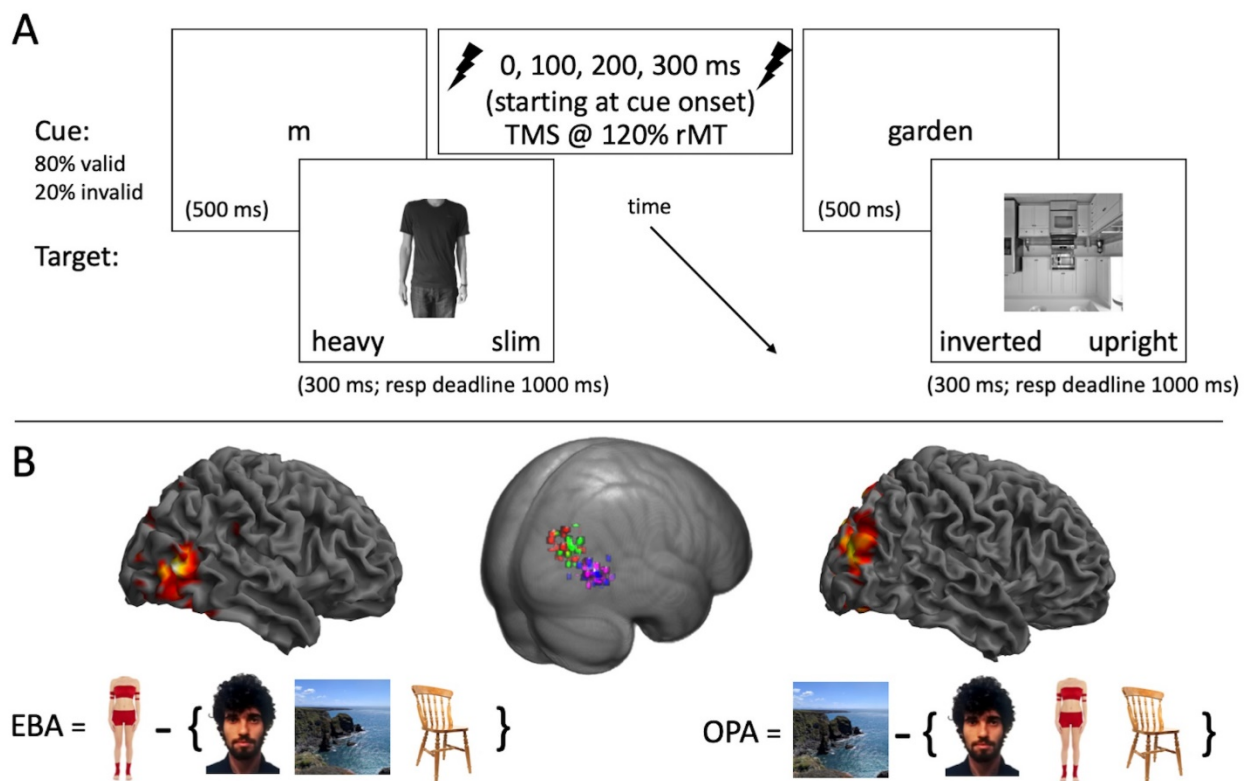 A
Cue:
80% valid
20% invalid
Target:
m
(500 ms)
heavy slim
(300 ms; resp deadline 1000 ms)
0, 100, 200, 300 ms
(starting at cue onset)
TMS @ 120% rMT
time
garden
(500 ms)
inverted upright
(300 ms; resp deadline 1000 ms)
B
EBA = - { }
OPA = - { }